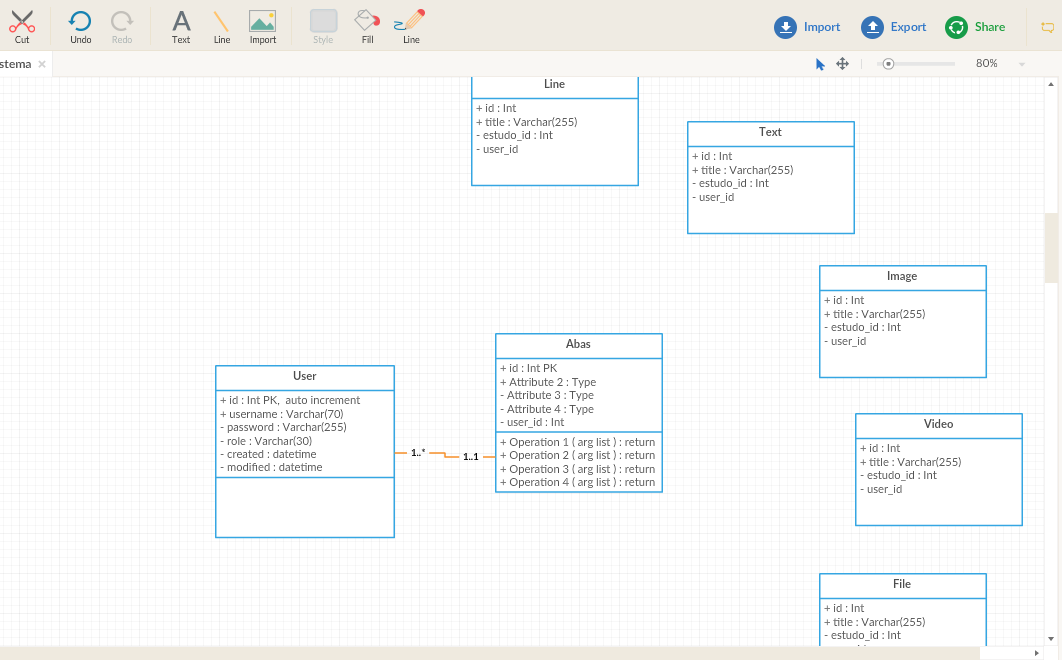 Cut
Undo
Redo
Text
Line
Import
Style
Fill
Line
Import
Export
Share
stema
80%
Line
+ id : Int
+ title : Varchar(255)
- estudo_id : Int
- user_id
Text
+ id : Int
+ title : Varchar(255)
- estudo_id : Int
- user_id
Image
+ id : Int
+ title : Varchar(255)
- estudo_id : Int
- user_id
Abas
+ id : Int PK
+ Attribute 2 : Type
- Attribute 3 : Type
- Attribute 4 : Type
- user_id : Int
+ Operation 1 ( arg list ) : return
+ Operation 2 ( arg list ) : return
+ Operation 3 ( arg list ) : return
+ Operation 4 ( arg list ) : return
User
+ id : Int PK,  auto increment
+ username : Varchar(70)
- password : Varchar(255)
- role : Varchar(30)
- created : datetime
- modified : datetime
1..*
1..1
Video
+ id : Int
+ title : Varchar(255)
- estudo_id : Int
- user_id
File
+ id : Int
+ title : Varchar(255)
- estudo_id : Int